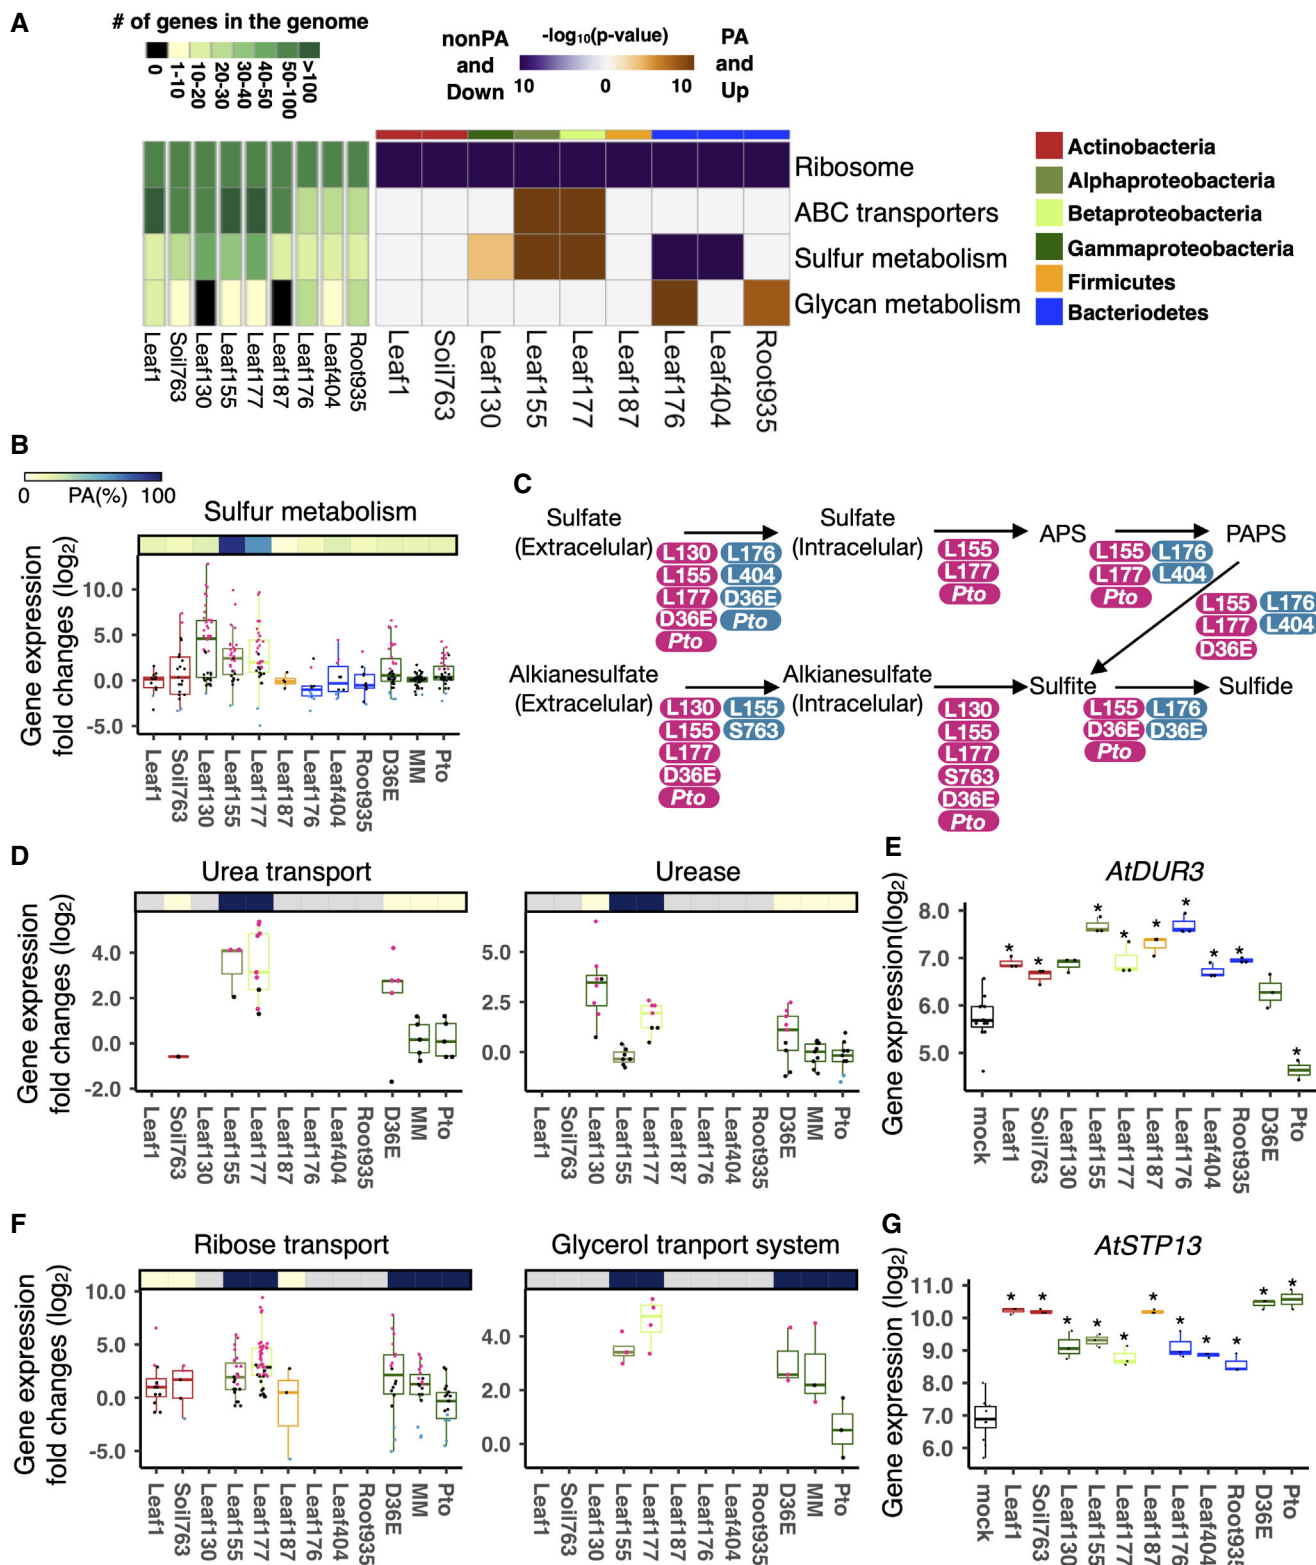 A
# of genes in the genome
0
1-10
10-20
20-30
30-40
40-50
50-100
>100
nonPA
and
Down
-log₁₀(p-value)
10
0
10
PA
and
Up
Ribosome
ABC transporters
Sulfur metabolism
Glycan metabolism
Leaf1
Soil763
Leaf130
Leaf155
Leaf177
Leaf187
Leaf176
Leaf404
Root935
Leaf1
Soil763
Leaf130
Leaf155
Leaf177
Leaf187
Leaf176
Leaf404
Root935
Actinobacteria
Alphaproteobacteria
Betaproteobacteria
Gammaproteobacteria
Firmicutes
Bacteriodetes
B
0 PA(%) 100
Sulfur metabolism
Gene expression
fold changes (log₂)
10.0
5.0
0.0
-5.0
Leaf1
Soil763
Leaf130
Leaf155
Leaf177
Leaf187
Leaf176
Leaf404
Root935
D36E
MM
Pto
C
Sulfate
(Extracelular)
L130 L176
L155 L404
L177 D36E
D36E Pto
Pto
Sulfate
(Intracelular)
L155
L177
Pto
APS
L155 L176
L177 L404
Pto
PAPS
L155 L176
L177 L404
D36E
Alkianesulfate
(Extracelular)
L130 L155
L155 S763
L177
D36E
Pto
Alkianesulfate
(Intracelular)
L130
L155
L177
S763
D36E
Pto
Sulfite
L155 L176
D36E D36E
Pto
Sulfide
D
Urea transport
Gene expression
fold changes (log₂)
4.0
2.0
0.0
-2.0
Leaf1
Soil763
Leaf130
Leaf155
Leaf177
Leaf187
Leaf176
Leaf404
Root935
D36E
MM
Pto
Urease
5.0
2.5
0.0
Leaf1
Soil763
Leaf130
Leaf155
Leaf177
Leaf187
Leaf176
Leaf404
Root935
D36E
MM
Pto
E
AtDUR3
Gene expression(log₂)
8.0
7.0
6.0
5.0
* * * * * * * * *
mock
Leaf1
Soil763
Leaf130
Leaf155
Leaf177
Leaf187
Leaf176
Leaf404
Root935
D36E
Pto
F
Ribose transport
Gene expression
fold changes (log₂)
10.0
5.0
0.0
-5.0
Leaf1
Soil763
Leaf130
Leaf155
Leaf177
Leaf187
Leaf176
Leaf404
Root935
D36E
MM
Pto
Glycerol tranport system
4.0
2.0
0.0
Leaf1
Soil763
Leaf130
Leaf155
Leaf177
Leaf187
Leaf176
Leaf404
Root935
D36E
MM
Pto
G
AtSTP13
Gene expression (log₂)
11.0
10.0
9.0
8.0
7.0
6.0
* * * * * * * * * * *
mock
Leaf1
Soil763
Leaf130
Leaf155
Leaf177
Leaf187
Leaf176
Leaf404
Root935
D36E
Pto